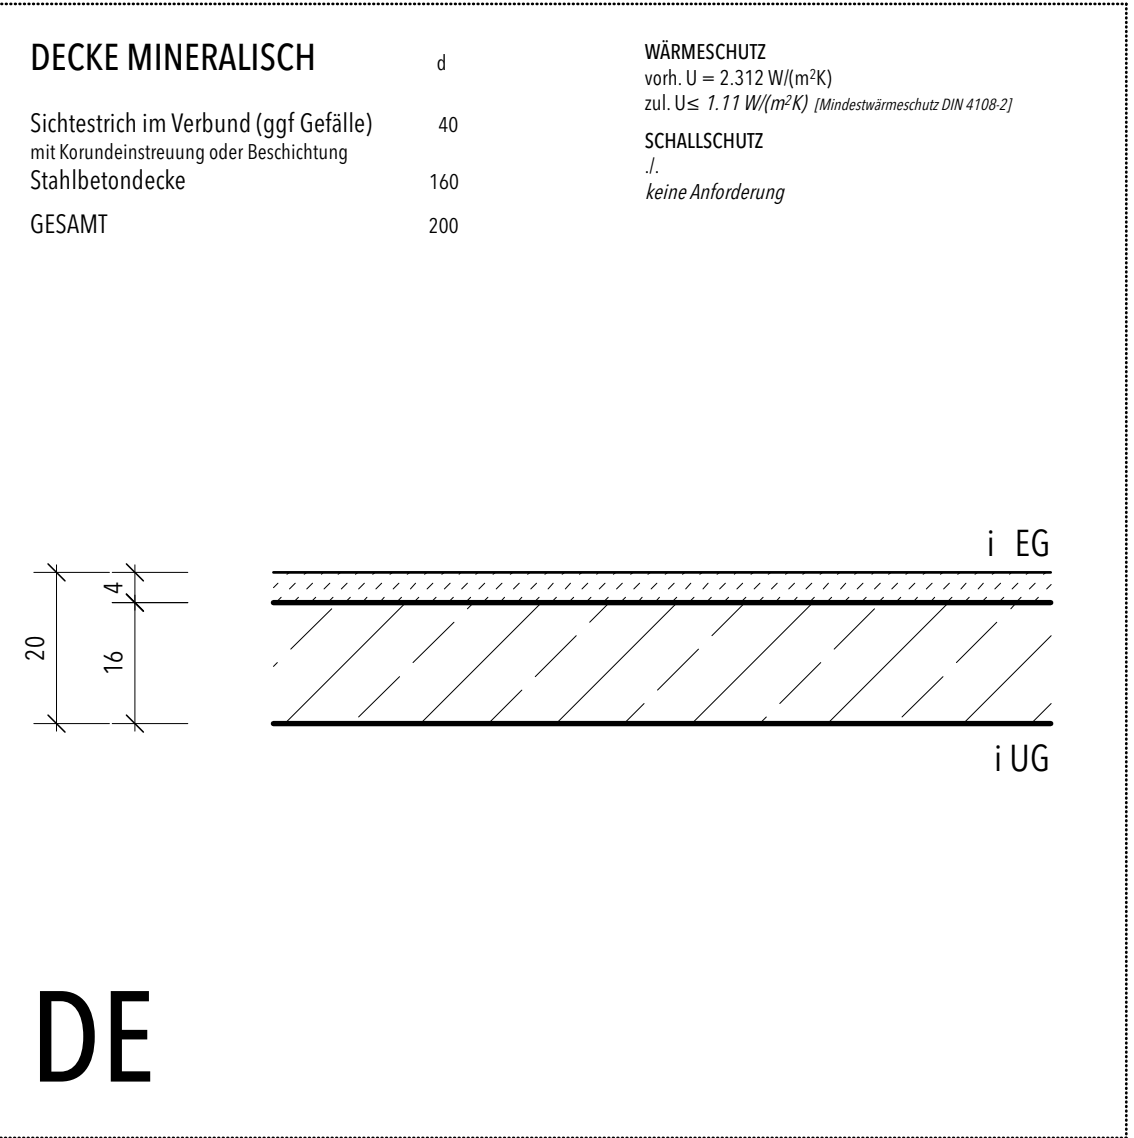 DECKE MINERALISCH d
Sichtestrich im Verbund (ggf Gefälle) 40
mit Korundeinstreuung oder Beschichtung
Stahlbetondecke 160
GESAMT 200
WÄRMESCHUTZ
vorh. U = 2.312 W/(m²K)
zul. U≤ 1.11 W/(m²K) [Mindestwärmeschutz DIN 4108-2]
SCHALLSCHUTZ
./.
keine Anforderung
i EG
4
20
16
i UG
DE